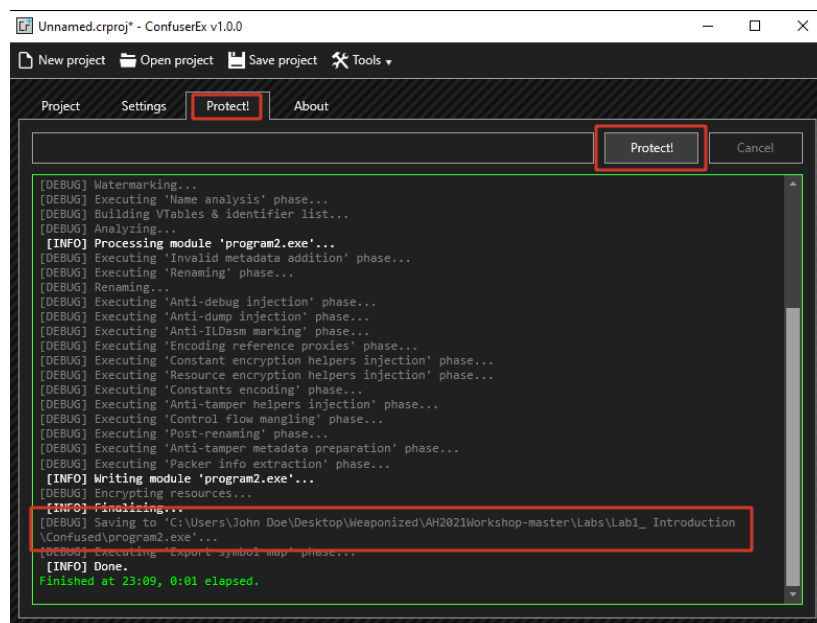 Unnamed.crproj* - ConfuserEx v1.0.0
New project Open project Save project Tools
Project Settings Protect! About
Protect! Cancel
[DEBUG] Watermarking...
[DEBUG] Executing 'Name analysis' phase...
[DEBUG] Building VTables & identifier list...
[DEBUG] Analyzing...
[INFO] Processing module 'program2.exe'...
[DEBUG] Executing 'Invalid metadata addition' phase...
[DEBUG] Executing 'Renaming' phase...
[DEBUG] Renaming...
[DEBUG] Executing 'Anti-debug injection' phase...
[DEBUG] Executing 'Anti-dump injection' phase...
[DEBUG] Executing 'Anti-ILDasm marking' phase...
[DEBUG] Executing 'Encoding reference proxies' phase...
[DEBUG] Executing 'Constant encryption helpers injection' phase...
[DEBUG] Executing 'Resource encryption helpers injection' phase...
[DEBUG] Executing 'Constants encoding' phase...
[DEBUG] Executing 'Anti-tamper helpers injection' phase...
[DEBUG] Executing 'Control flow mangling' phase...
[DEBUG] Executing 'Post-renaming' phase...
[DEBUG] Executing 'Anti-tamper metadata preparation' phase...
[DEBUG] Executing 'Packer info extraction' phase...
[INFO] Writing module 'program2.exe'...
[DEBUG] Encrypting resources...
[INFO] Finalizing...
[DEBUG] Saving to 'C:\Users\John Doe\Desktop\Weaponized\AH2021Workshop-master\Labs\Lab1_ Introduction
\Confused\program2.exe'...
[DEBUG] Executing 'Export symbol map' phase...
[INFO] Done.
Finished at 23:09, 0:01 elapsed.